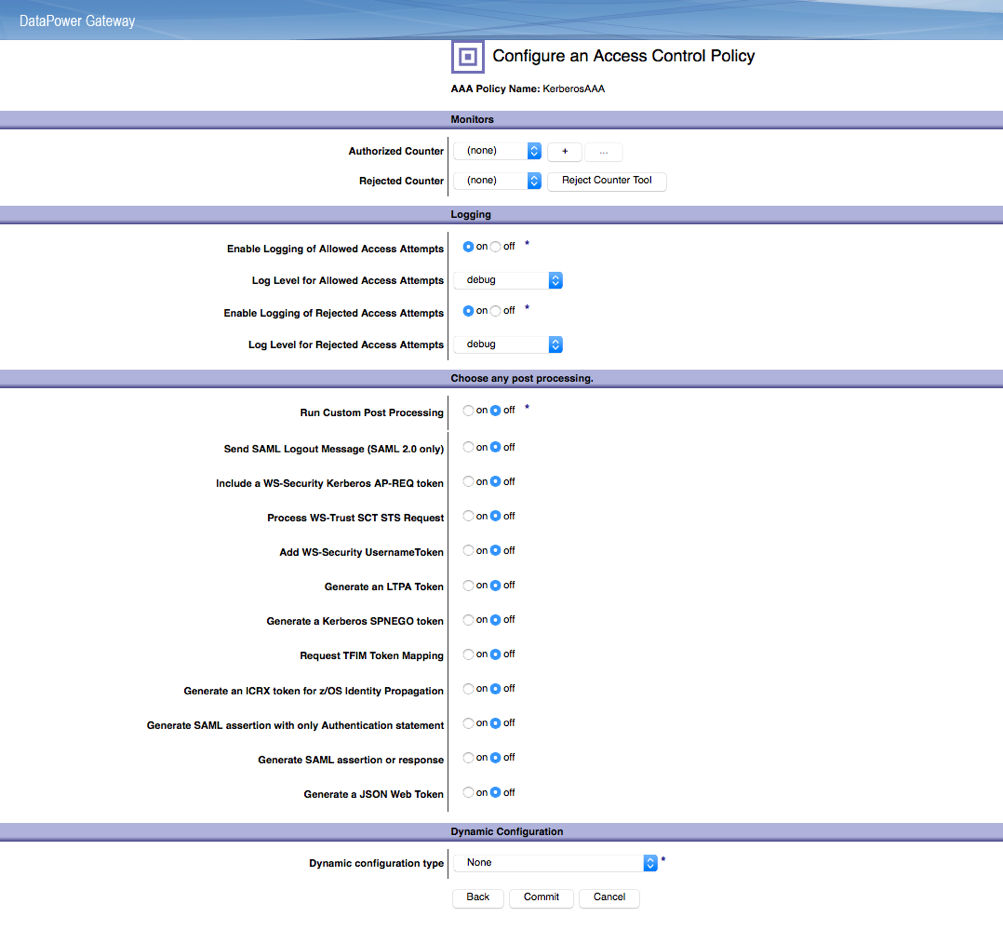 DataPower Gateway
Configure an Access Control Policy
AAA Policy Name: KerberosAAA
Monitors
Authorized Counter (none) + ...
Rejected Counter (none) Reject Counter Tool
Logging
Enable Logging of Allowed Access Attempts on off *
Log Level for Allowed Access Attempts debug
Enable Logging of Rejected Access Attempts on off *
Log Level for Rejected Access Attempts debug
Choose any post processing.
Run Custom Post Processing on off *
Send SAML Logout Message (SAML 2.0 only) on off
Include a WS-Security Kerberos AP-REQ token on off
Process WS-Trust SCT STS Request on off
Add WS-Security UsernameToken on off
Generate an LTPA Token on off
Generate a Kerberos SPNEGO token on off
Request TFIM Token Mapping on off
Generate an ICRX token for z/OS Identity Propagation on off
Generate SAML assertion with only Authentication statement on off
Generate SAML assertion or response on off
Generate a JSON Web Token on off
Dynamic Configuration
Dynamic configuration type None *
Back Commit Cancel